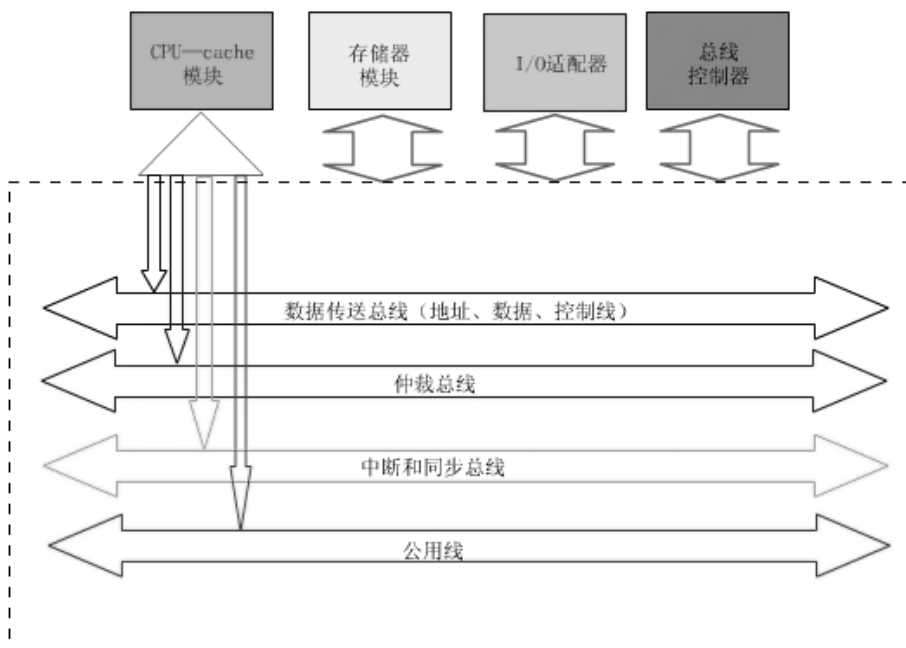 CPU—cache
模块
存储器
模块
I/O适配器
总线
控制器
数据传送总线（地址、数据、控制线）
仲裁总线
中断和同步总线
公用线